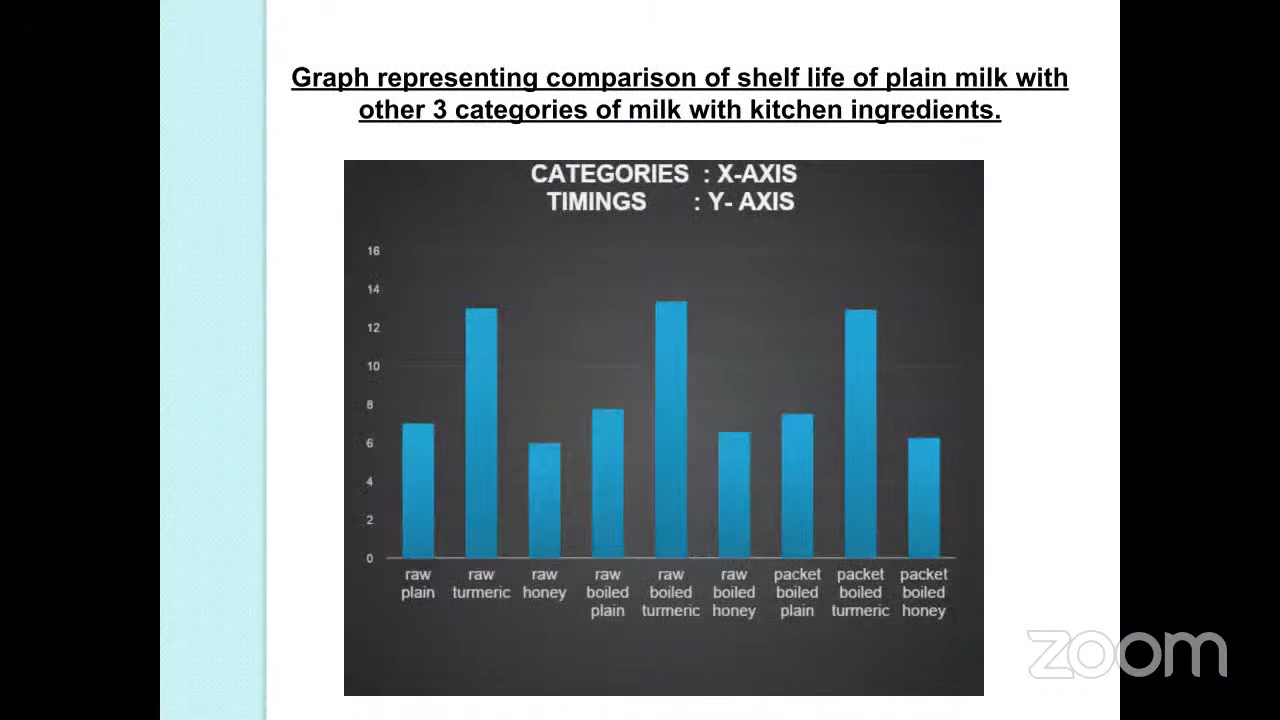 Graph representing comparison of shelf life of plain milk with
other 3 categories of milk with kitchen ingredients.
CATEGORIES : X-AXIS
TIMINGS : Y- AXIS
16
14
12
10
8
6
4
2
0
raw plain
raw turmeric
raw honey
raw boiled plain
raw boiled turmeric
raw boiled honey
packet boiled plain
packet boiled turmeric
packet boiled honey
zoom